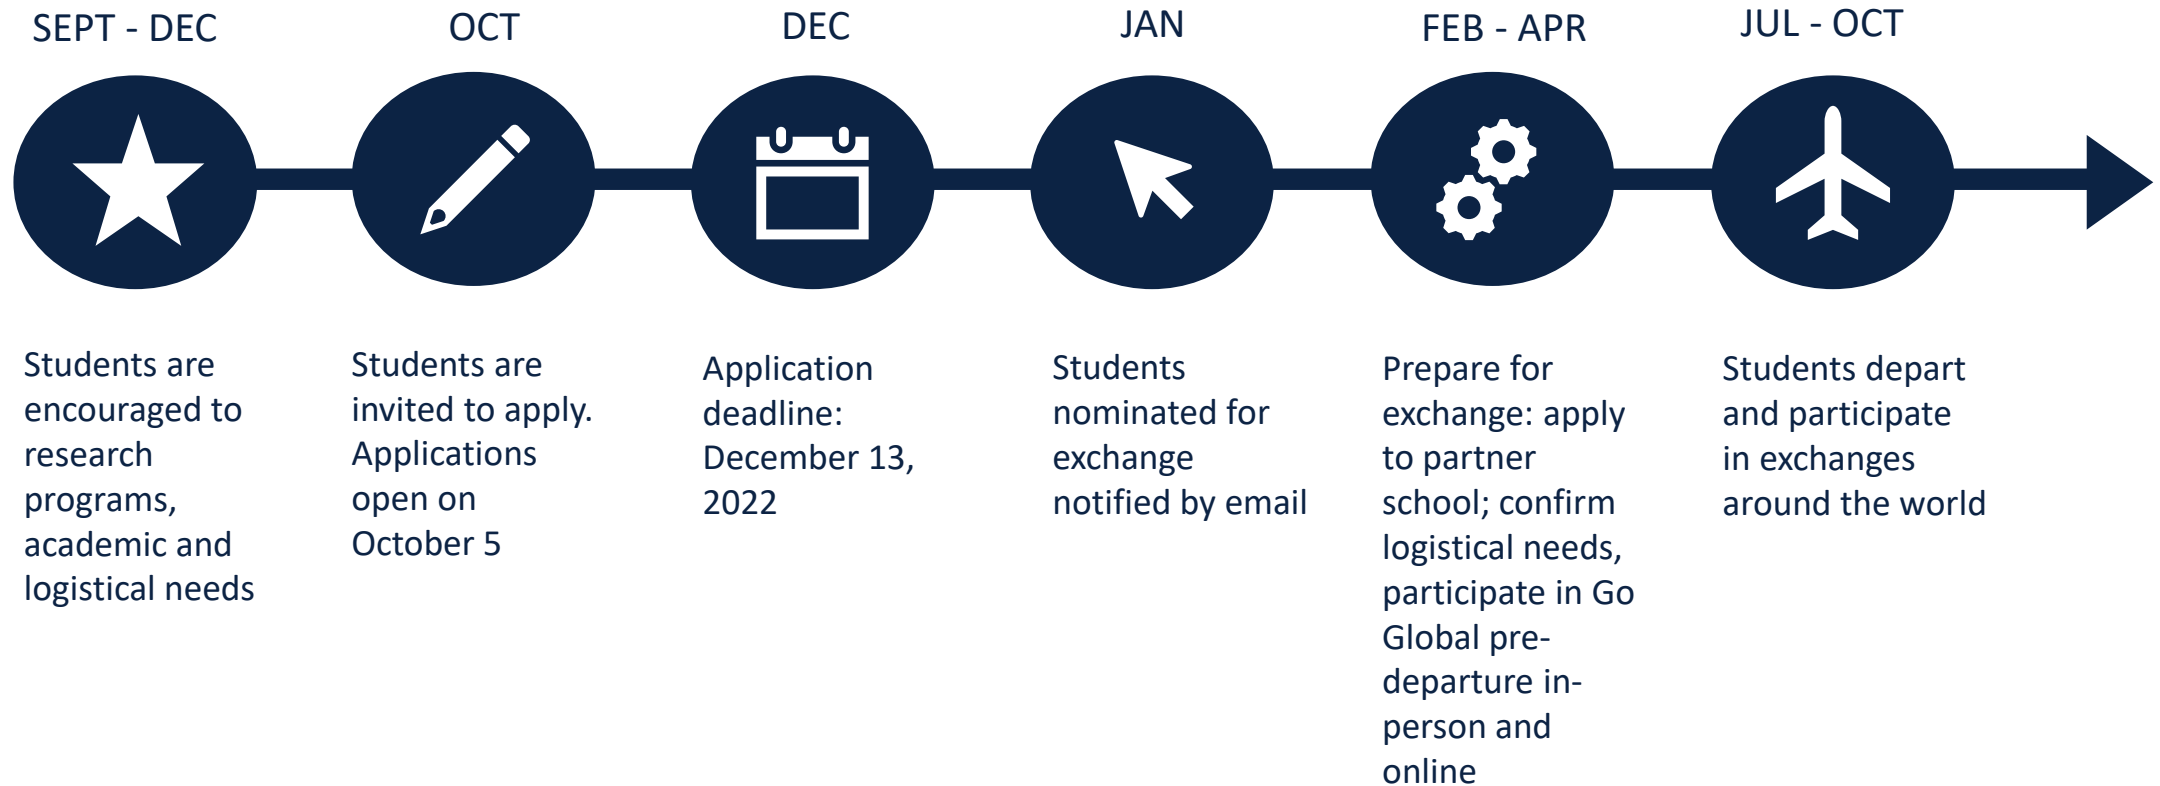 SEPT - DEC
OCT
DEC
JAN
FEB - APR
JUL - OCT
Students are
encouraged to
research
programs,
academic and
logistical needs
Students are
invited to apply.
Applications
open on
October 5
Application
deadline:
December 13,
2022
Students
nominated for
exchange
notified by email
Prepare for
exchange: apply
to partner
school; confirm
logistical needs,
participate in Go
Global pre-
departure in-
person and
online
Students depart
and participate
in exchanges
around the world